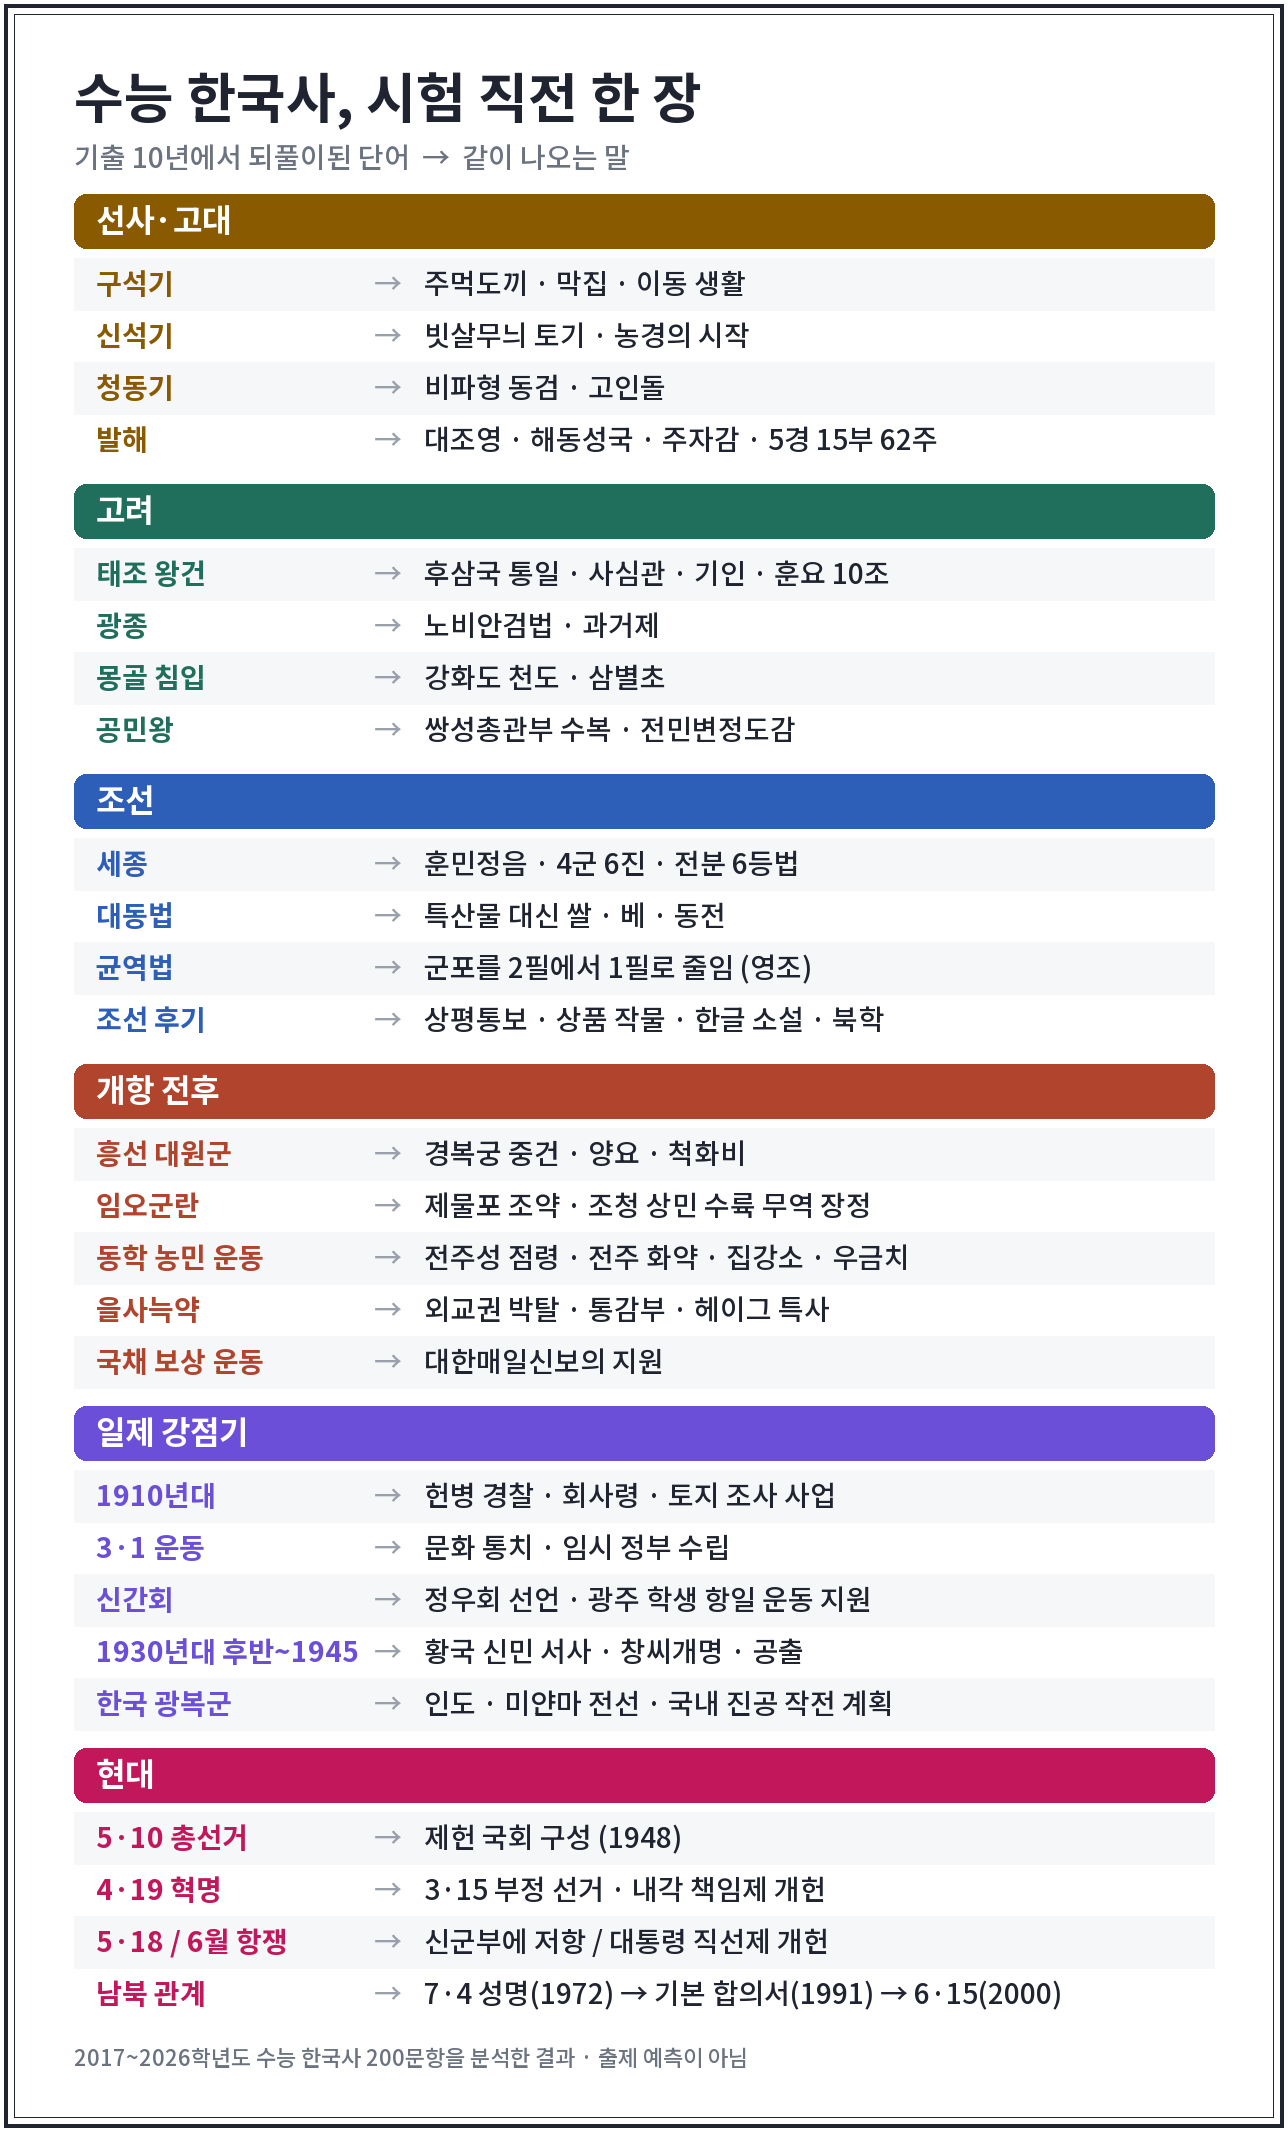 수능 한국사, 시험 직전 한 장
기출 10년에서 되풀이된 단어 → 같이 나오는 말
선사·고대
구석기 → 주먹도끼 · 막집 · 이동 생활
신석기 → 빗살무늬 토기 · 농경의 시작
청동기 → 비파형 동검 · 고인돌
발해 → 대조영 · 해동성국 · 주자감 · 5경 15부 62주
고려
태조 왕건 → 후삼국 통일 · 사심관 · 기인 · 훈요 10조
광종 → 노비안검법 · 과거제
몽골 침입 → 강화도 천도 · 삼별초
공민왕 → 쌍성총관부 수복 · 전민변정도감
조선
세종 → 훈민정음 · 4군 6진 · 전분 6등법
대동법 → 특산물 대신 쌀 · 베 · 동전
균역법 → 군포를 2필에서 1필로 줄임 (영조)
조선 후기 → 상평통보 · 상품 작물 · 한글 소설 · 북학
개항 전후
흥선 대원군 → 경복궁 중건 · 양요 · 척화비
임오군란 → 제물포 조약 · 조청 상민 수륙 무역 장정
동학 농민 운동 → 전주성 점령 · 전주 화약 · 집강소 · 우금치
을사늑약 → 외교권 박탈 · 통감부 · 헤이그 특사
국채 보상 운동 → 대한매일신보의 지원
일제 강점기
1910년대 → 헌병 경찰 · 회사령 · 토지 조사 사업
3·1 운동 → 문화 통치 · 임시 정부 수립
신간회 → 정우회 선언 · 광주 학생 항일 운동 지원
1930년대 후반~1945 → 황국 신민 서사 · 창씨개명 · 공출
한국 광복군 → 인도 · 미얀마 전선 · 국내 진공 작전 계획
현대
5·10 총선거 → 제헌 국회 구성 (1948)
4·19 혁명 → 3·15 부정 선거 · 내각 책임제 개헌
5·18 / 6월 항쟁 → 신군부에 저항 / 대통령 직선제 개헌
남북 관계 → 7·4 성명(1972) → 기본 합의서(1991) → 6·15(2000)
2017~2026학년도 수능 한국사 200문항을 분석한 결과 · 출제 예측이 아님